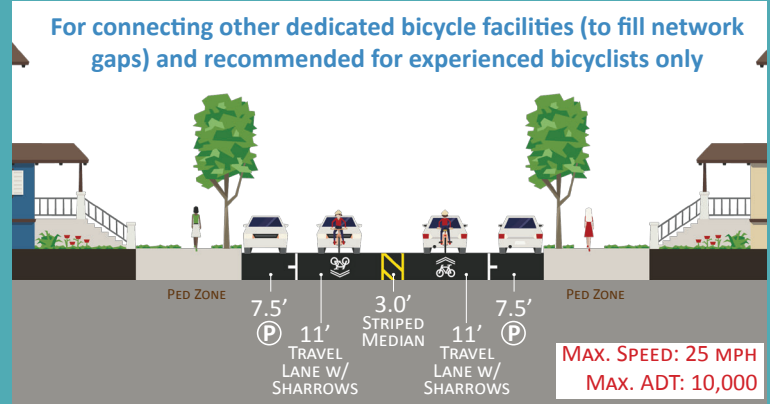 For connecting other dedicated bicycle facilities (to fill network
gaps) and recommended for experienced bicyclists only
PED ZONE
PED ZONE
7.5’
P
11’
TRAVEL
LANE W/
SHARROWS
3.0’
STRIPED
MEDIAN
11’
TRAVEL
LANE W/
SHARROWS
7.5’
P
MAX. SPEED: 25 MPH
MAX. ADT: 10,000